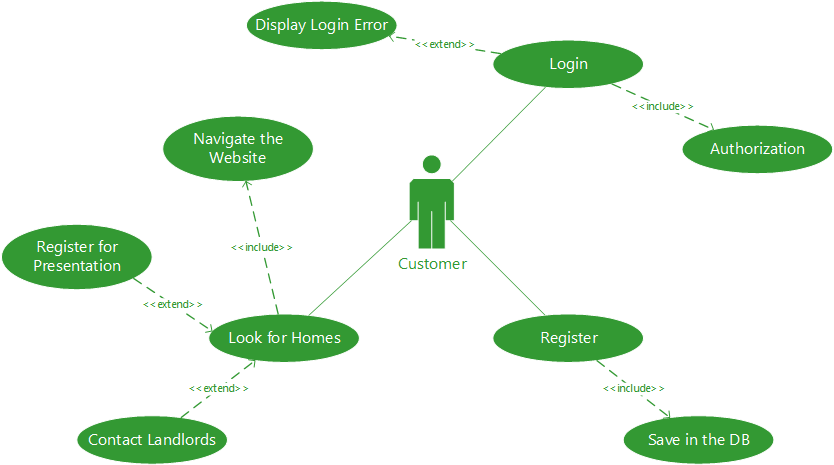 Display Login Error
<<extend>>
Login
<<include>>
Authorization
Navigate the
Website
<<include>>
Customer
Register for
Presentation
<<extend>>
Look for Homes
Register
<<extend>>
<<include>>
Contact Landlords
Save in the DB